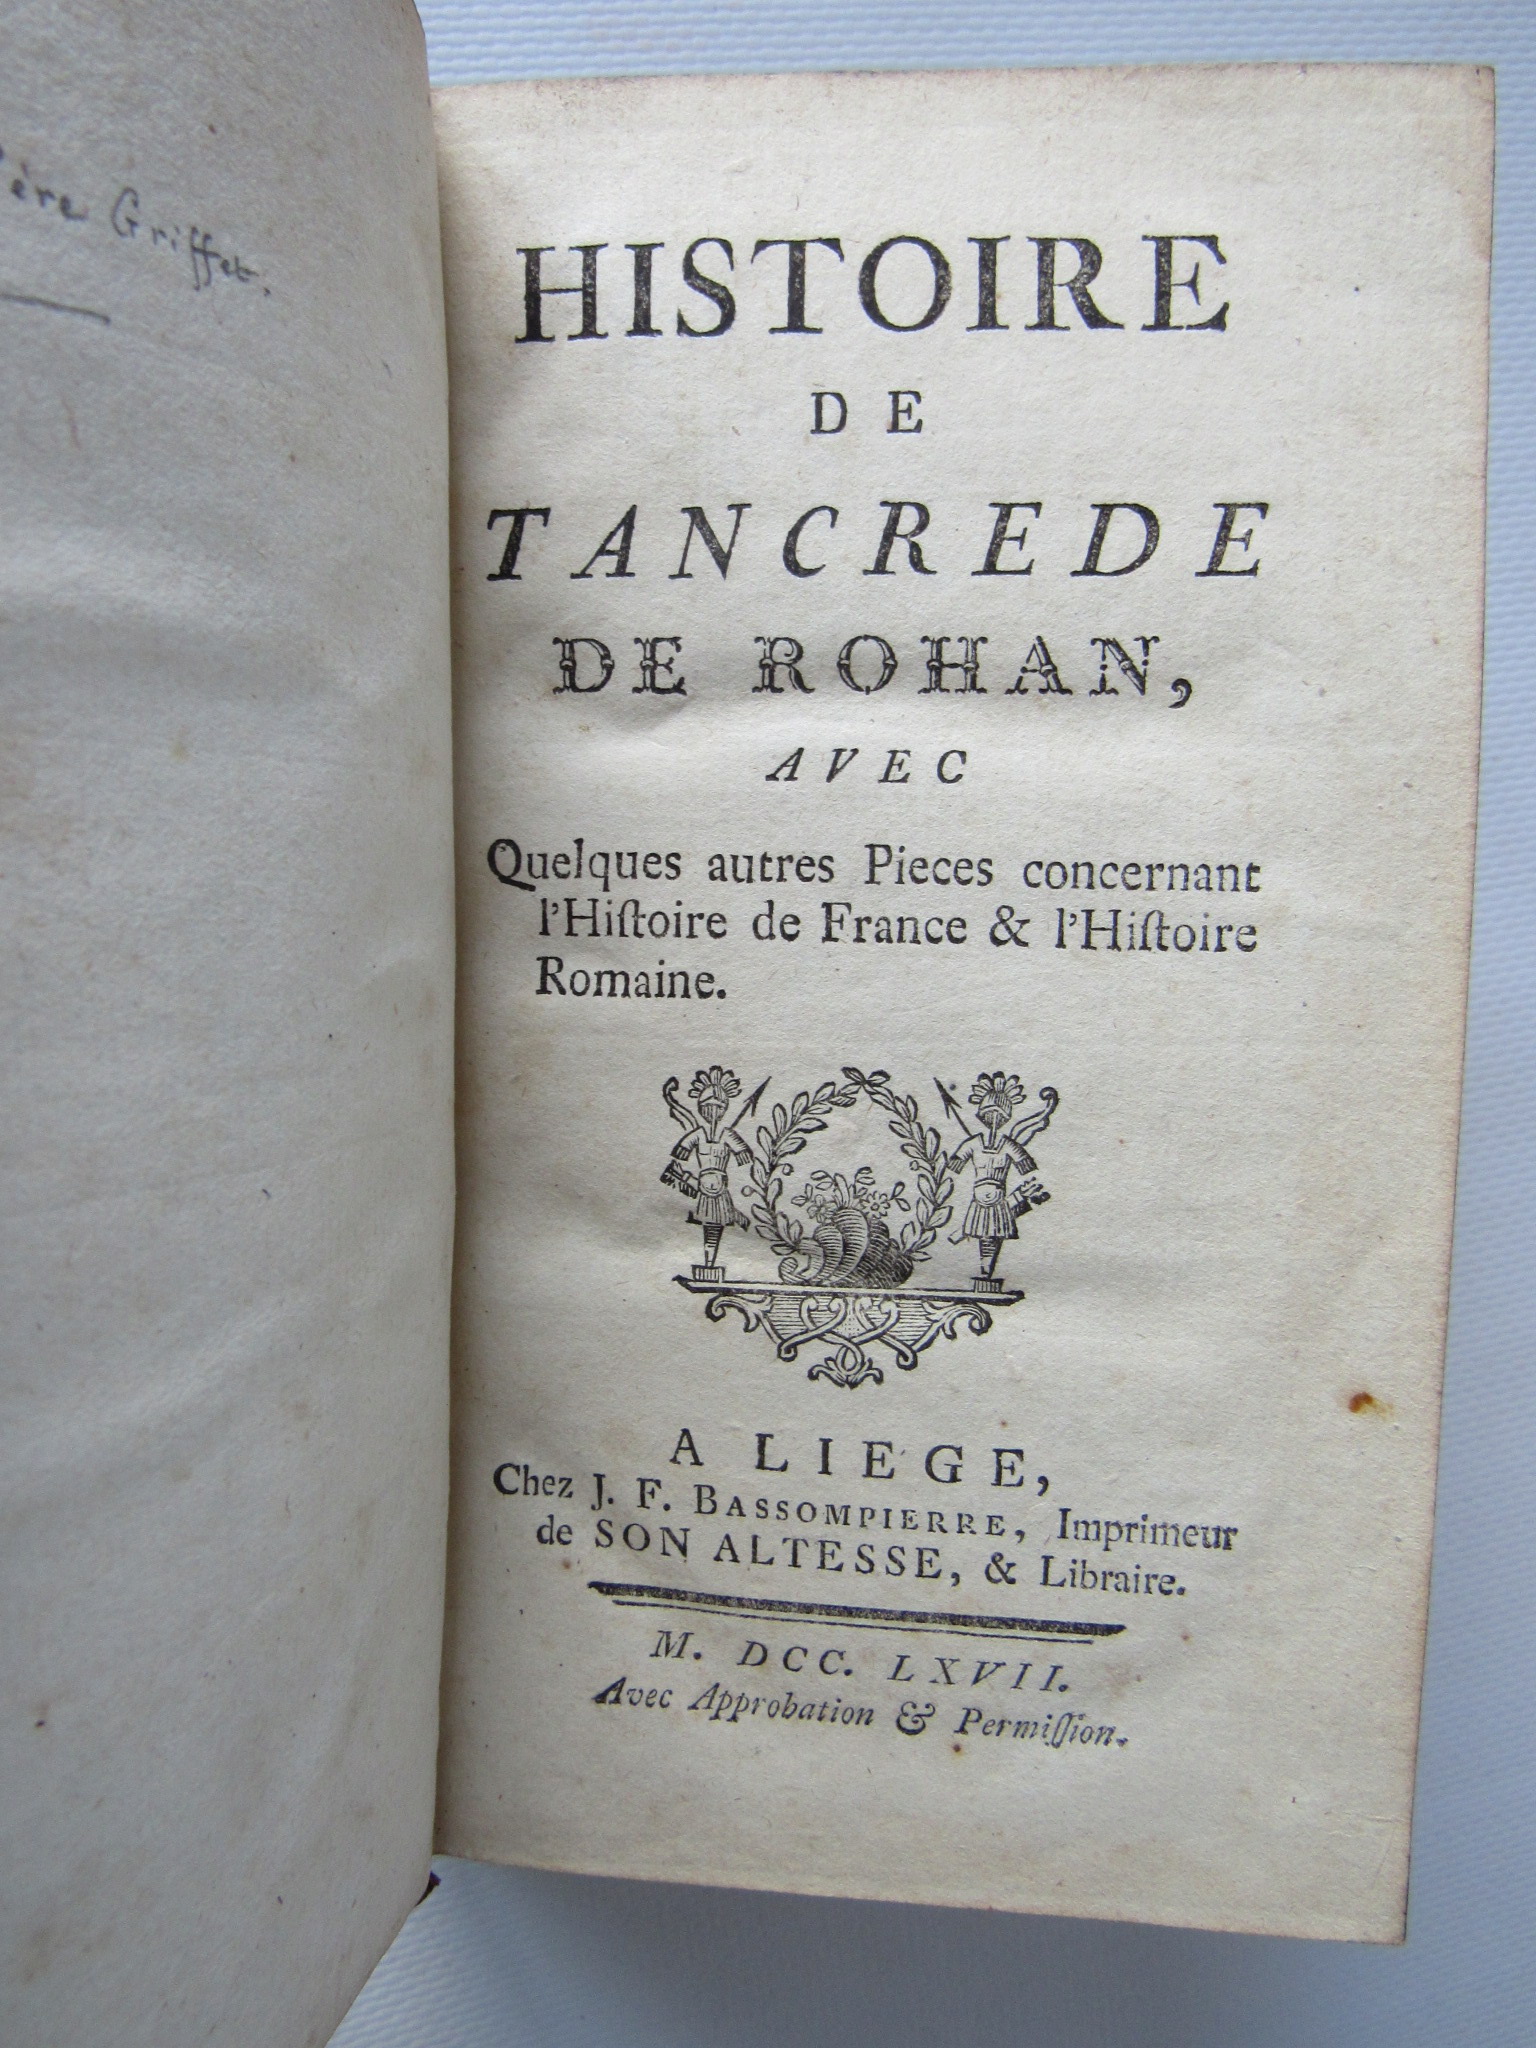 Père Griffet.
HISTOIRE
DE
TANCREDE
DE ROHAN,
AVEC
Quelques autres Pieces concernant
l'Hiſtoire de France & l'Hiſtoire
Romaine.
A LIEGE,
Chez J. F. BASSOMPIERRE, Imprimeur
de SON ALTESSE, & Libraire.
M. DCC. LXVII.
Avec Approbation & Permiſſion.